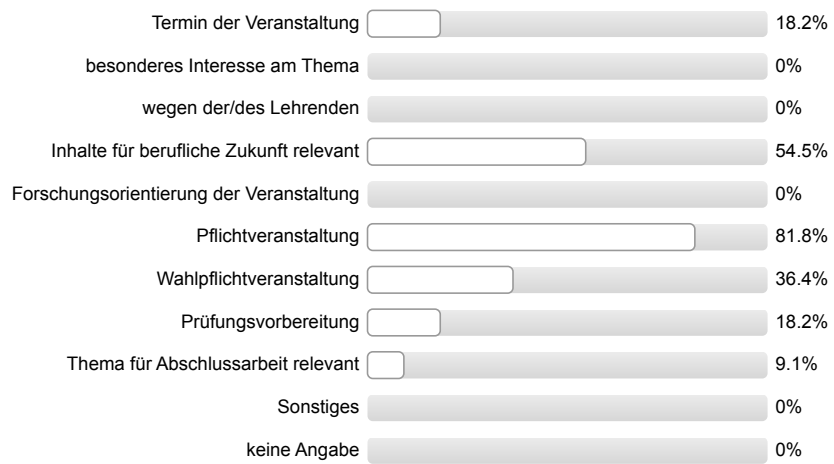 Termin der Veranstaltung 18.2%
besonderes Interesse am Thema 0%
wegen der/des Lehrenden 0%
Inhalte für berufliche Zukunft relevant 54.5%
Forschungsorientierung der Veranstaltung 0%
Pflichtveranstaltung 81.8%
Wahlpflichtveranstaltung 36.4%
Prüfungsvorbereitung 18.2%
Thema für Abschlussarbeit relevant 9.1%
Sonstiges 0%
keine Angabe 0%